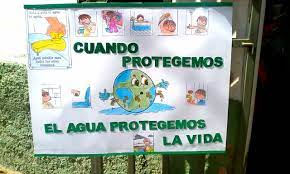 CUANDO
PROTEGEMOS
EL AGUA PROTEGEMOS
LA VIDA